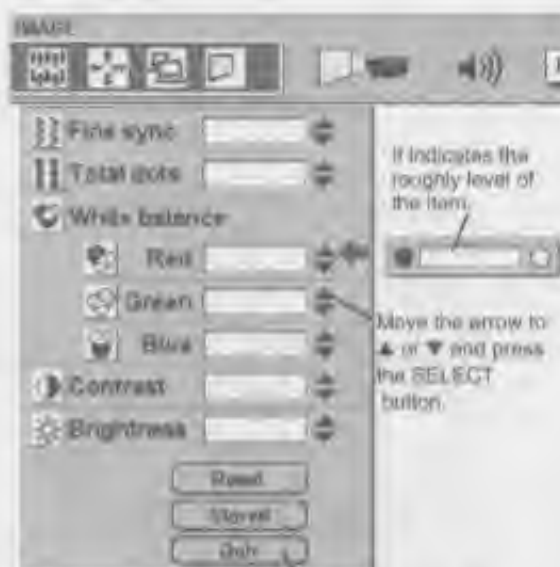 IMAGE
Fine sync
Total dots
White balance
Red
Green
Blue
Contrast
Brightness
Reset
Stored
Quit
It indicates the
roughly level of
the item.
Move the arrow to
▲ or ▼ and press
the SELECT
button.